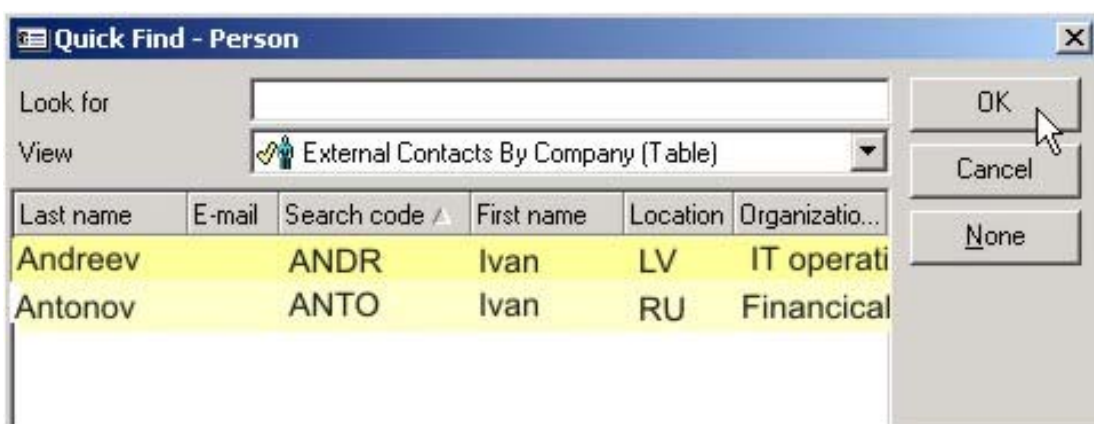 Quick Find - Person
Look for
OK
View External Contacts By Company (Table)
Cancel
Last name E-mail Search code First name Location Organizatio...
None
Andreev ANDR Ivan LV IT operati
Antonov ANTO Ivan RU Financical